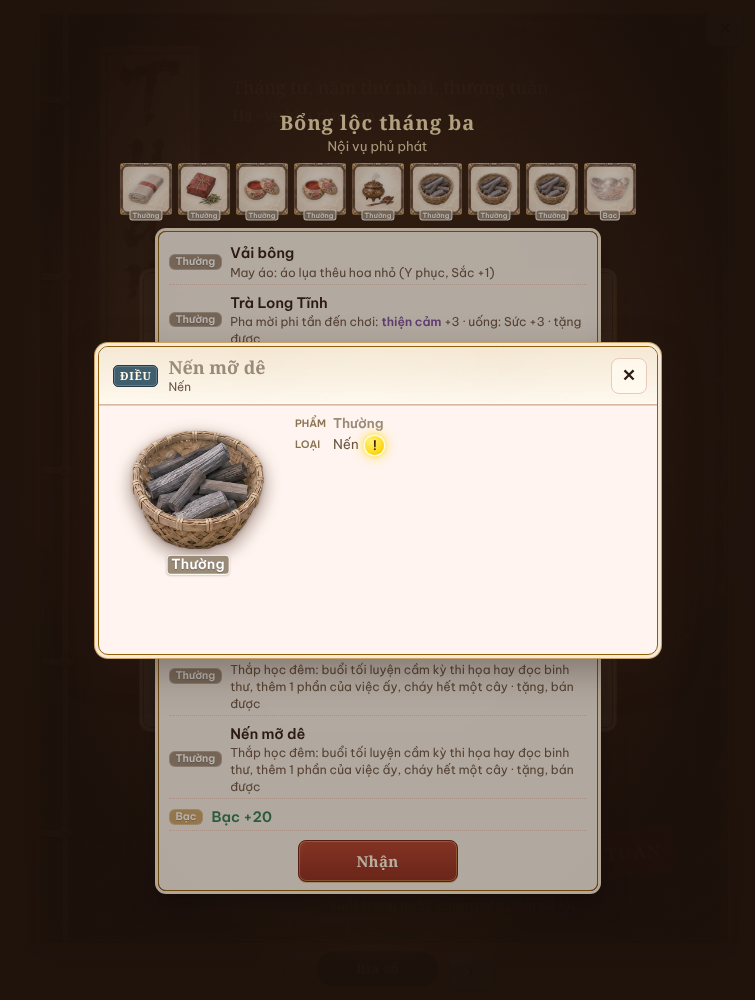 Bổng lộc tháng ba
Nội vụ phủ phát
Thường Thường Thường Thường Thường Thường Thường Thường Bạc
Vải bông
Thường
May áo: áo lụa thêu hoa nhỏ (Y phục, Sắc +1)
Trà Long Tĩnh
Thường
Pha mời phi tần đến chơi: thiện cảm +3 · uống: Sức +3 · tặng
được
ĐIỀU
Nến mỡ dê
Nến
✕
PHẨM Thường
LOẠI Nến !
Thường
Thường
Thắp học đêm: buổi tối luyện cầm kỳ thi họa hay đọc binh
thư, thêm 1 phần của việc ấy, cháy hết một cây · tặng, bán
được
Nến mỡ dê
Thường
Thắp học đêm: buổi tối luyện cầm kỳ thi họa hay đọc binh
thư, thêm 1 phần của việc ấy, cháy hết một cây · tặng, bán
được
Bạc Bạc +20
Nhận